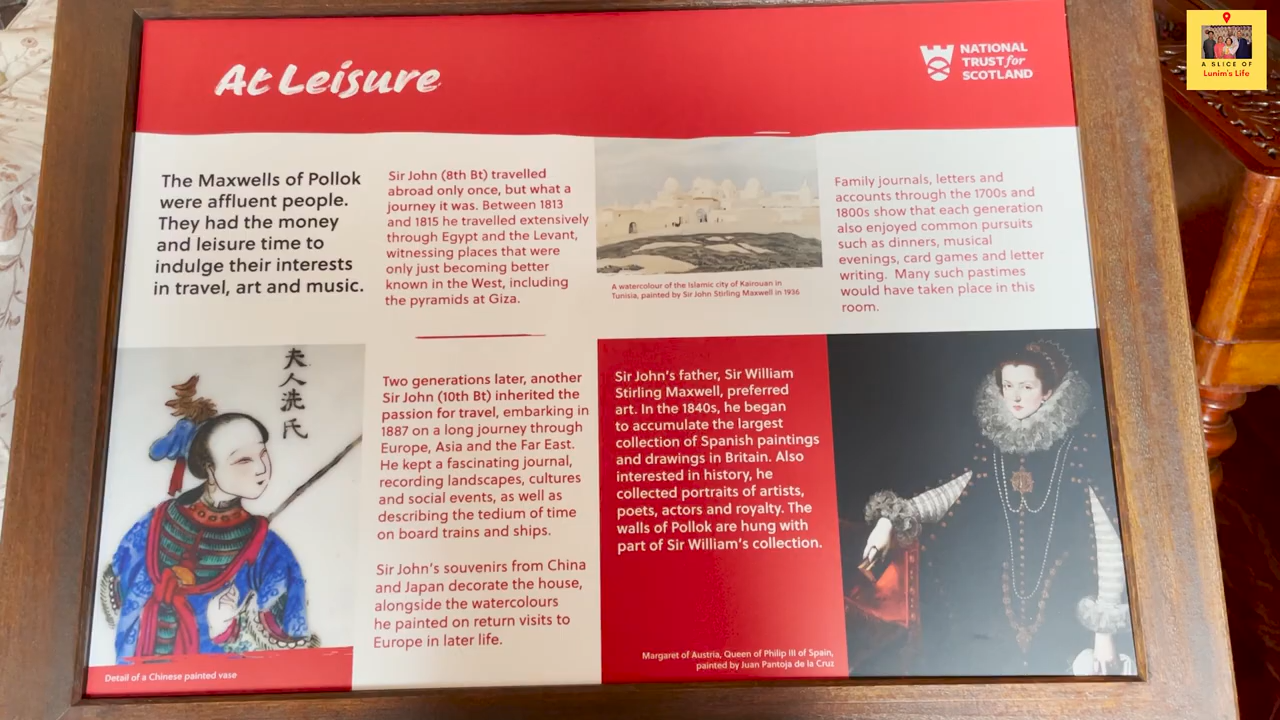 At Leisure
NATIONAL
TRUST for
SCOTLAND
A SLICE OF
Lunim's Life
The Maxwells of Pollok
were affluent people.
They had the money
and leisure time to
indulge their interests
in travel, art and music.
Sir John (8th Bt) travelled
abroad only once, but what a
journey it was. Between 1813
and 1815 he travelled extensively
through Egypt and the Levant,
witnessing places that were
only just becoming better
known in the West, including
the pyramids at Giza.
A watercolour of the Islamic city of Kairouan in
Tunisia, painted by Sir John Stirling Maxwell in 1936
Family journals, letters and
accounts through the 1700s and
1800s show that each generation
also enjoyed common pursuits
such as dinners, musical
evenings, card games and letter
writing. Many such pastimes
would have taken place in this
room.
夫人洗氏
Detail of a Chinese painted vase
Two generations later, another
Sir John (10th Bt) inherited the
passion for travel, embarking in
1887 on a long journey through
Europe, Asia and the Far East.
He kept a fascinating journal,
recording landscapes, cultures
and social events, as well as
describing the tedium of time
on board trains and ships.
Sir John's souvenirs from China
and Japan decorate the house,
alongside the watercolours
he painted on return visits to
Europe in later life.
Sir John's father, Sir William
Stirling Maxwell, preferred
art. In the 1840s, he began
to accumulate the largest
collection of Spanish paintings
and drawings in Britain. Also
interested in history, he
collected portraits of artists,
poets, actors and royalty. The
walls of Pollok are hung with
part of Sir William's collection.
Margaret of Austria, Queen of Philip III of Spain,
painted by Juan Pantoja de la Cruz